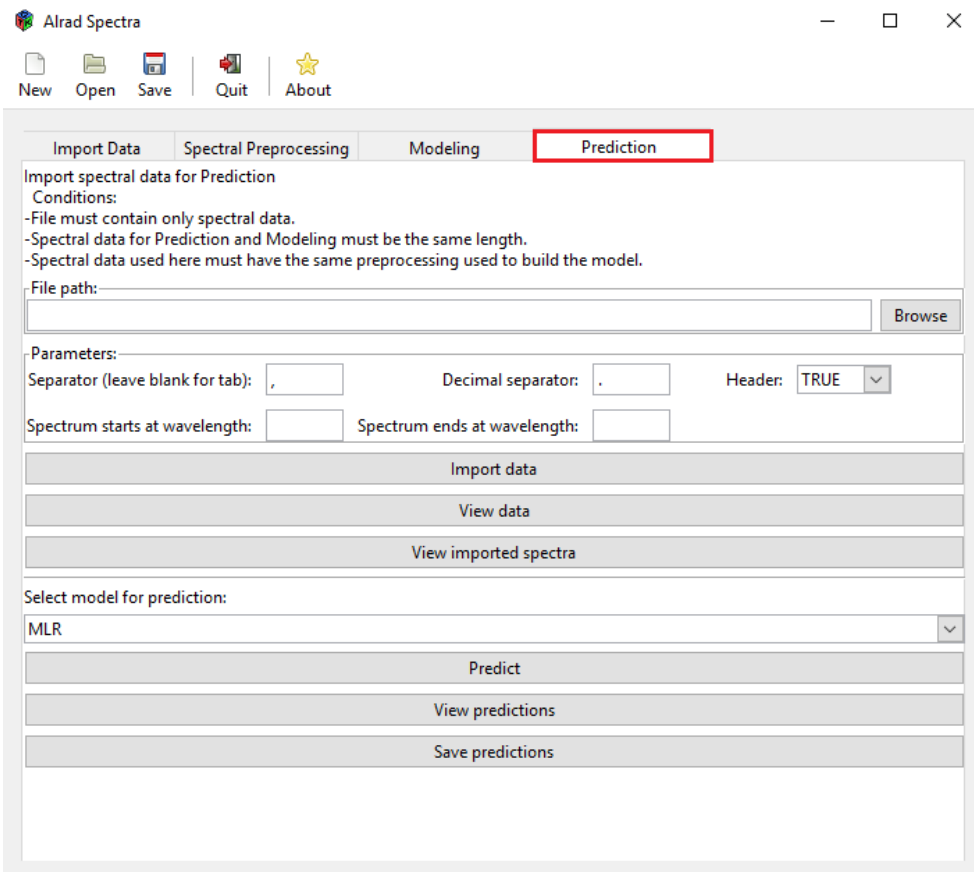 Alrad Spectra
New Open Save Quit About
Import Data Spectral Preprocessing Modeling Prediction
Import spectral data for Prediction
Conditions:
-File must contain only spectral data.
-Spectral data for Prediction and Modeling must be the same length.
-Spectral data used here must have the same preprocessing used to build the model.
File path:
Browse
Parameters:
Separator (leave blank for tab): , Decimal separator: . Header: TRUE
Spectrum starts at wavelength: Spectrum ends at wavelength:
Import data
View data
View imported spectra
Select model for prediction:
MLR
Predict
View predictions
Save predictions